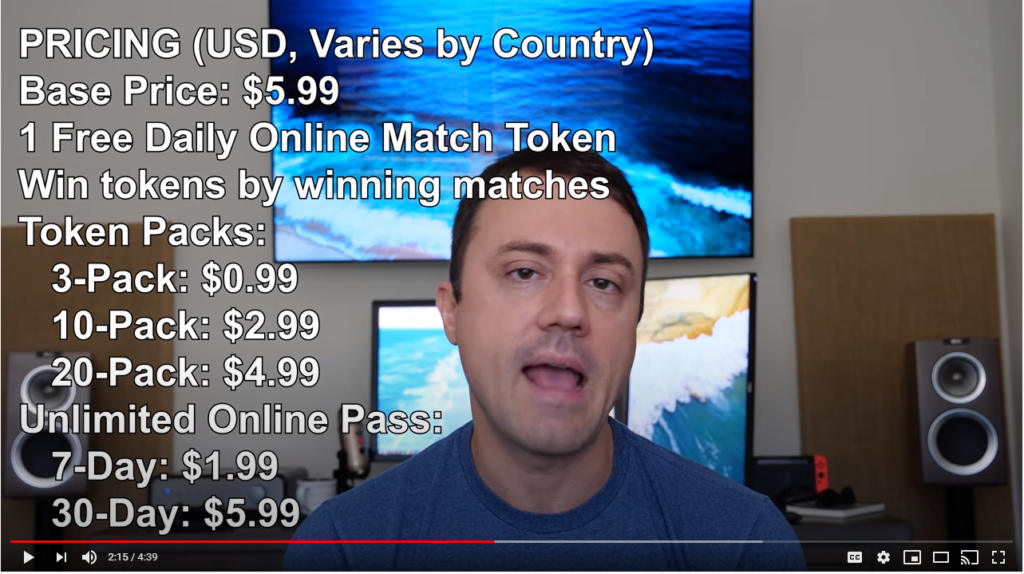 PRICING (USD, Varies by Country)
Base Price: $5.99
1 Free Daily Online Match Token
Win tokens by winning matches
Token Packs:
3-Pack: $0.99
10-Pack: $2.99
20-Pack: $4.99
Unlimited Online Pass:
7-Day: $1.99
30-Day: $5.99
2:15 / 4:39
CC